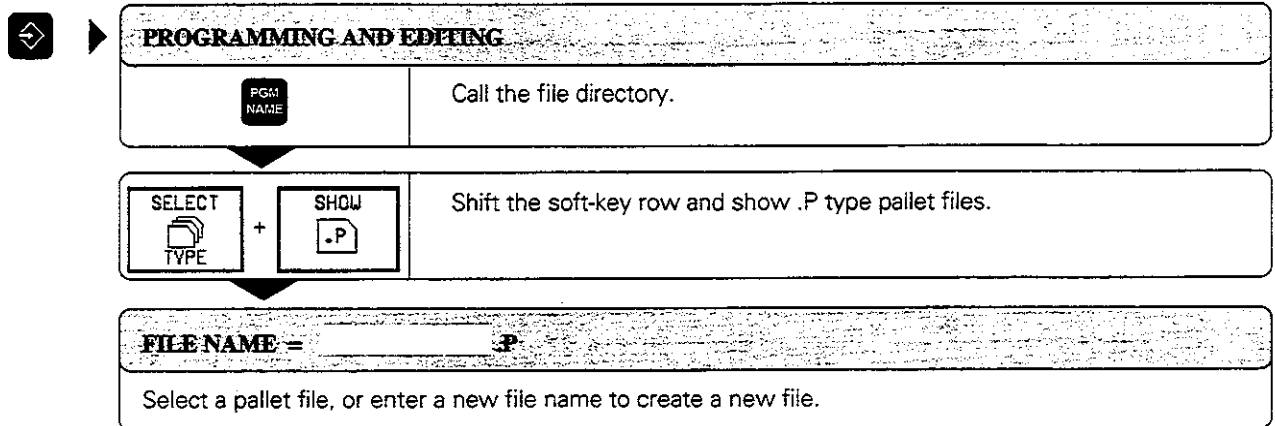 PROGRAMMING AND EDITING
PGM
NAME
Call the file directory.
SELECT
TYPE
+
SHOW
.P
Shift the soft-key row and show .P type pallet files.
FILE NAME = .P
Select a pallet file, or enter a new file name to create a new file.